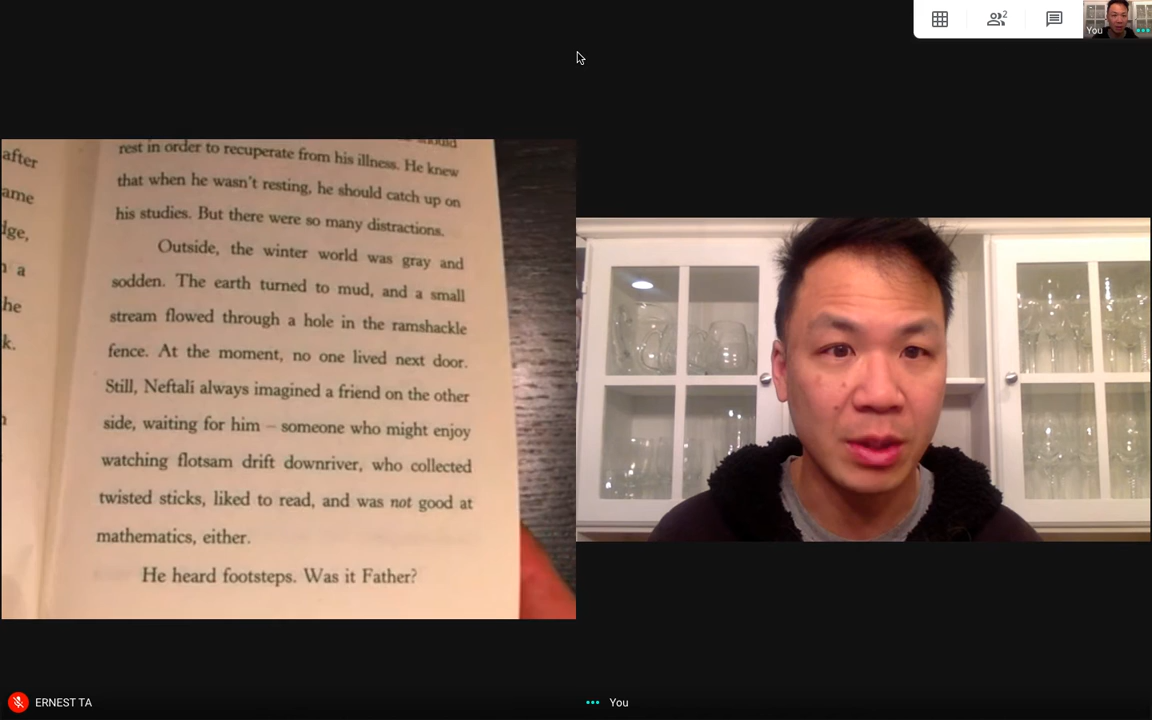 2
You
after
ame
dge,
n a
he
k.
should
rest in order to recuperate from his illness. He knew
that when he wasn't resting, he should catch up on
his studies. But there were so many distractions.
Outside, the winter world was gray and
sodden. The earth turned to mud, and a small
stream flowed through a hole in the ramshackle
fence. At the moment, no one lived next door.
Still, Neftalí always imagined a friend on the other
side, waiting for him – someone who might enjoy
watching flotsam drift downriver, who collected
twisted sticks, liked to read, and was not good at
mathematics, either.
He heard footsteps. Was it Father?
ERNEST TA
You